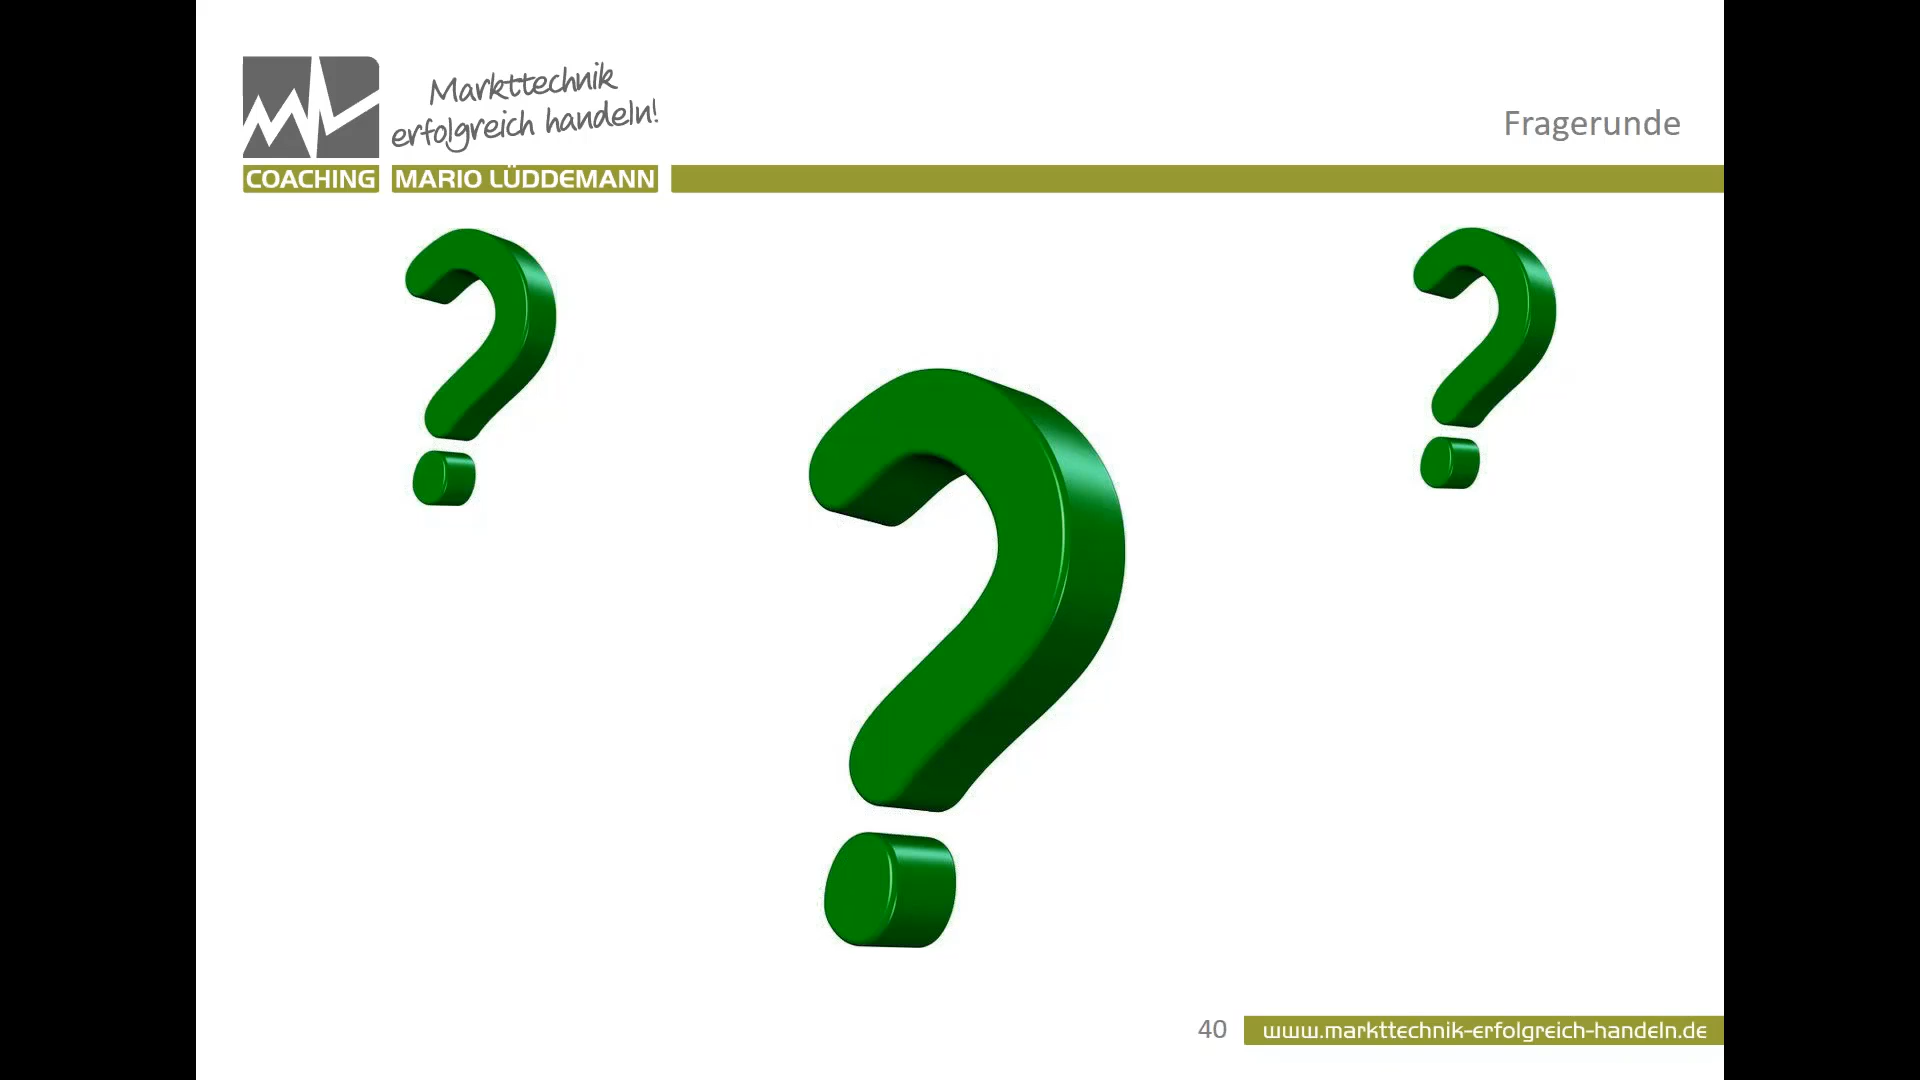 Markttechnik
erfolgreich handeln!
Fragerunde
COACHING MARIO LÜDDEMANN
? ? ?
40 www.markttechnik-erfolgreich-handeln.de